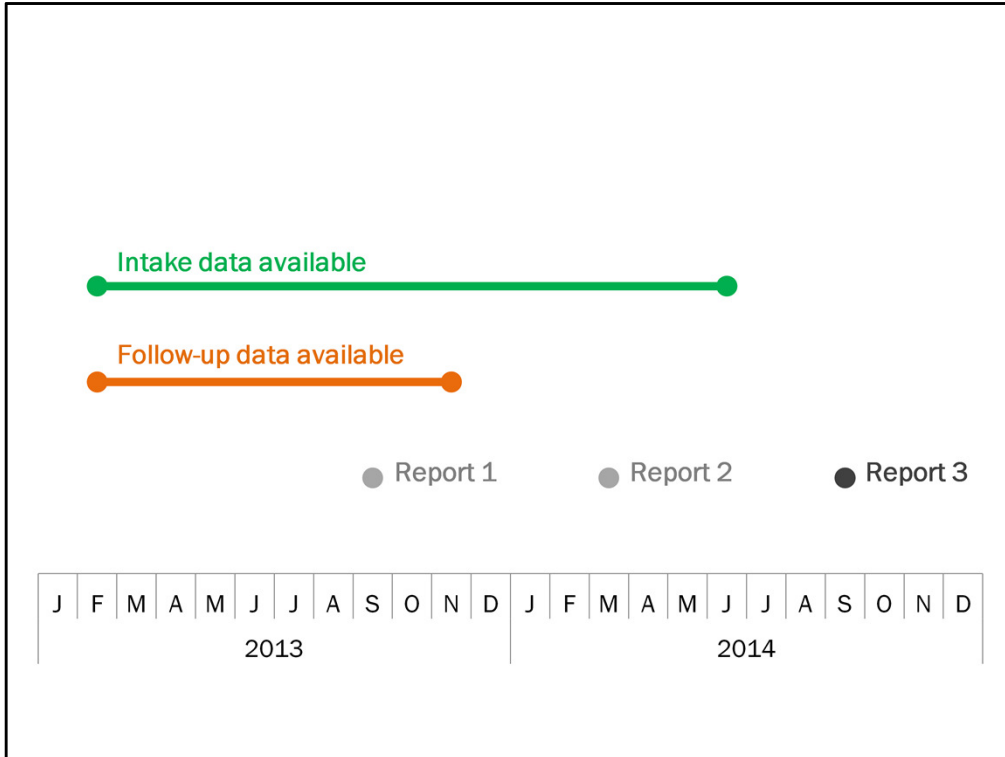 Intake data available
Follow-up data available
Report 1 Report 2 Report 3
J F M A M J J A S O N D J F M A M J J A S O N D
2013 2014